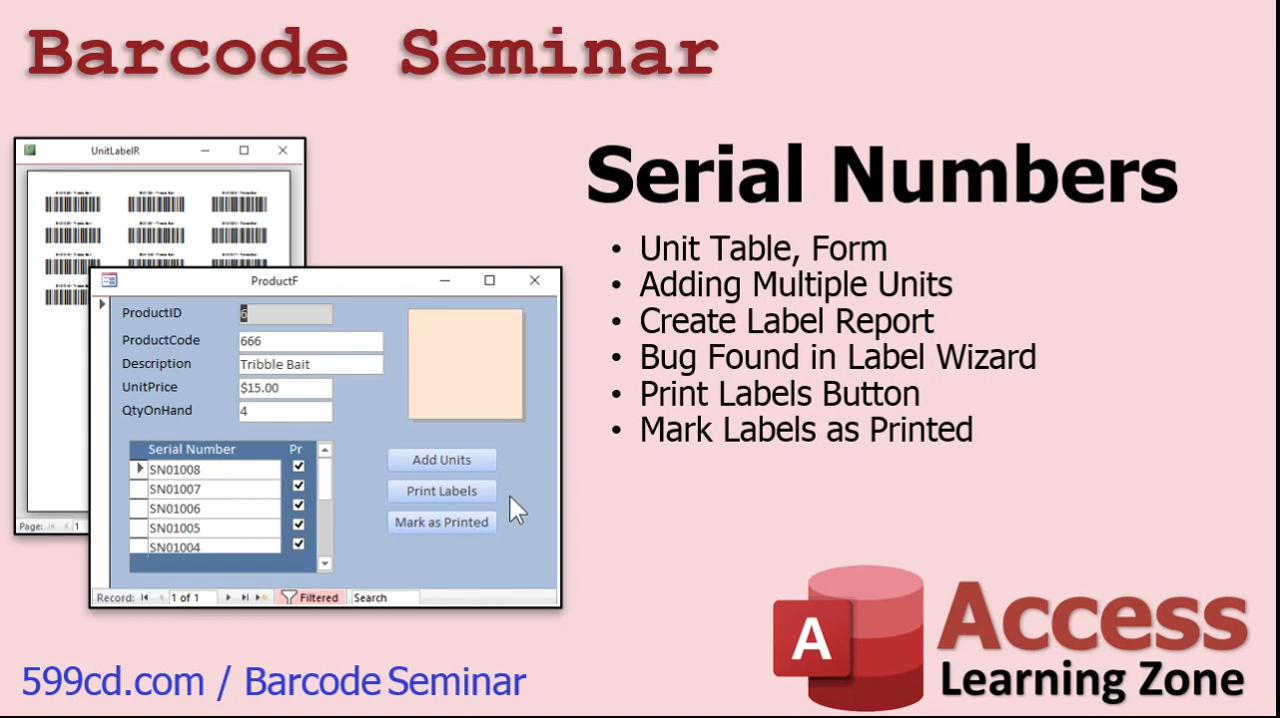 Barcode Seminar
UnitLabelR
Page: 1
ProductF
ProductID 6
ProductCode 666
Description Tribble Bait
UnitPrice $15.00
QtyOnHand 4
Serial Number Pr
SN01008
SN01007
SN01006
SN01005
SN01004
Add Units
Print Labels
Mark as Printed
Record: 1 of 1 Filtered Search
Serial Numbers
• Unit Table, Form
• Adding Multiple Units
• Create Label Report
• Bug Found in Label Wizard
• Print Labels Button
• Mark Labels as Printed
599cd.com / Barcode Seminar
A
Access
Learning Zone